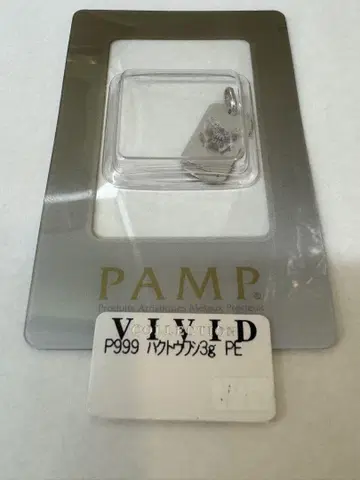 PAMP®
Produits Artistiques Métaux Précieux
VIVID
COLLECTION
P999 ハクトウワシ3g PE